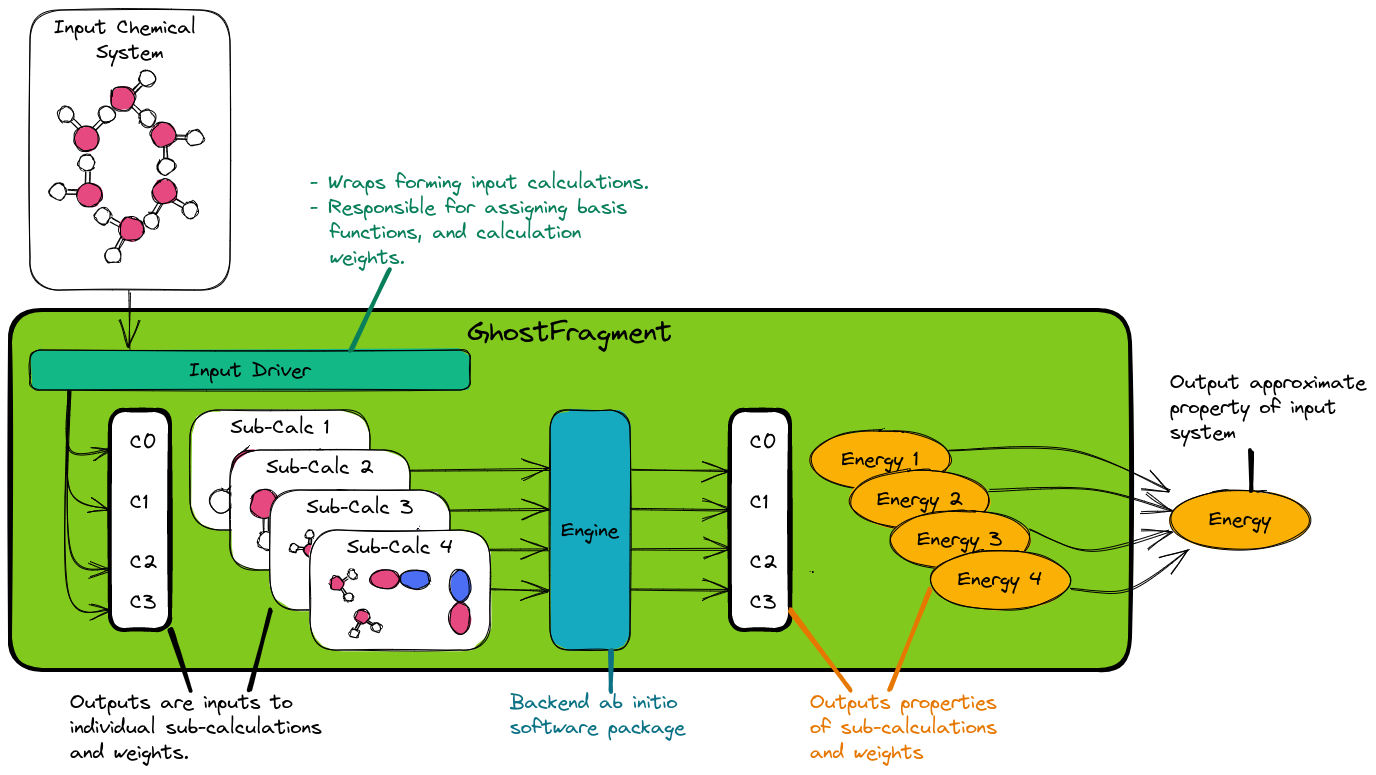 Input Chemical
System
- Wraps forming input calculations.
- Responsible for assigning basis
functions, and calculation
weights.
GhostFragment
Input Driver
c0
c1
c2
c3
Sub-Calc 1
Sub-Calc 2
Sub-Calc 3
Sub-Calc 4
Engine
c0
c1
c2
c3
Energy 1
Energy 2
Energy 3
Energy 4
Output approximate
property of input
system
Energy
Outputs are inputs to
individual sub-calculations
and weights.
Backend ab initio
software package
Outputs properties
of sub-calculations
and weights